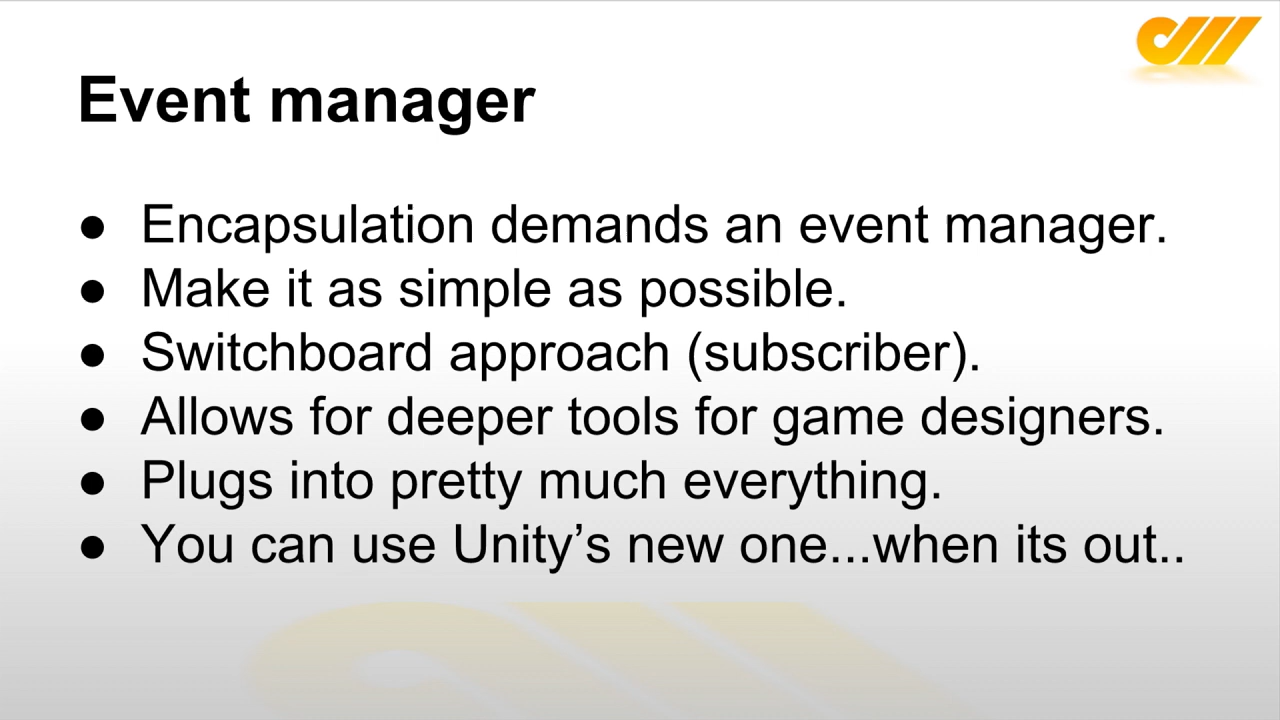 Event manager
● Encapsulation demands an event manager.
● Make it as simple as possible.
● Switchboard approach (subscriber).
● Allows for deeper tools for game designers.
● Plugs into pretty much everything.
● You can use Unity’s new one...when its out..